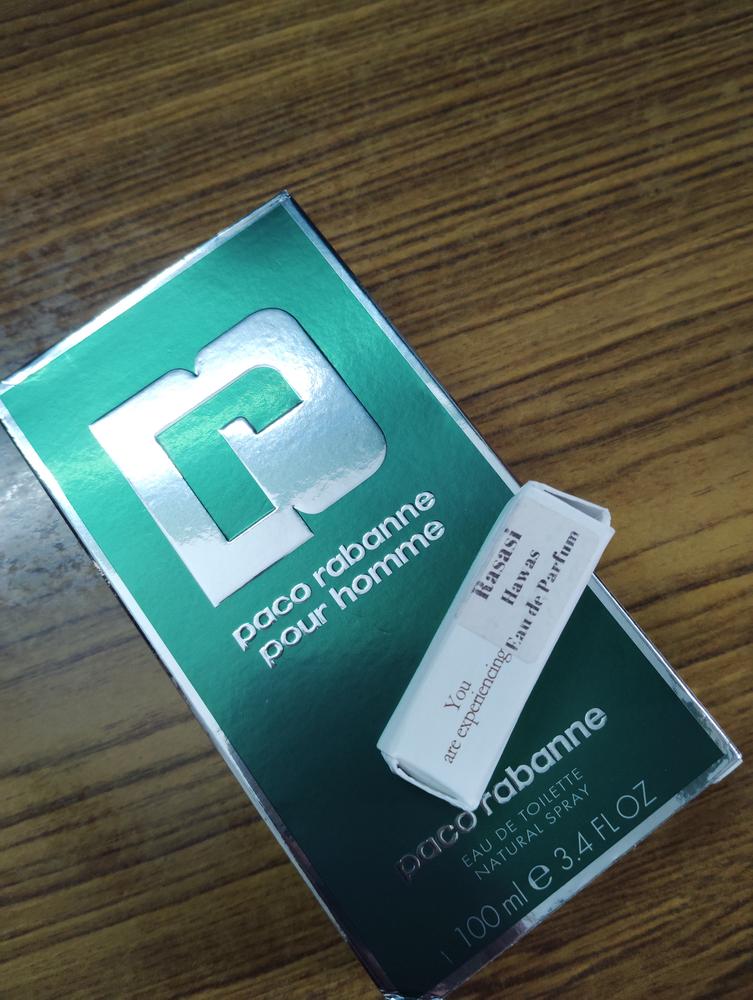 paco rabanne
pour homme
Rasasi
Hawas
Eau de Parfum
You
are experiencing
paco rabanne
EAU DE TOILETTE
NATURAL SPRAY
100 ml e 3.4 FL OZ